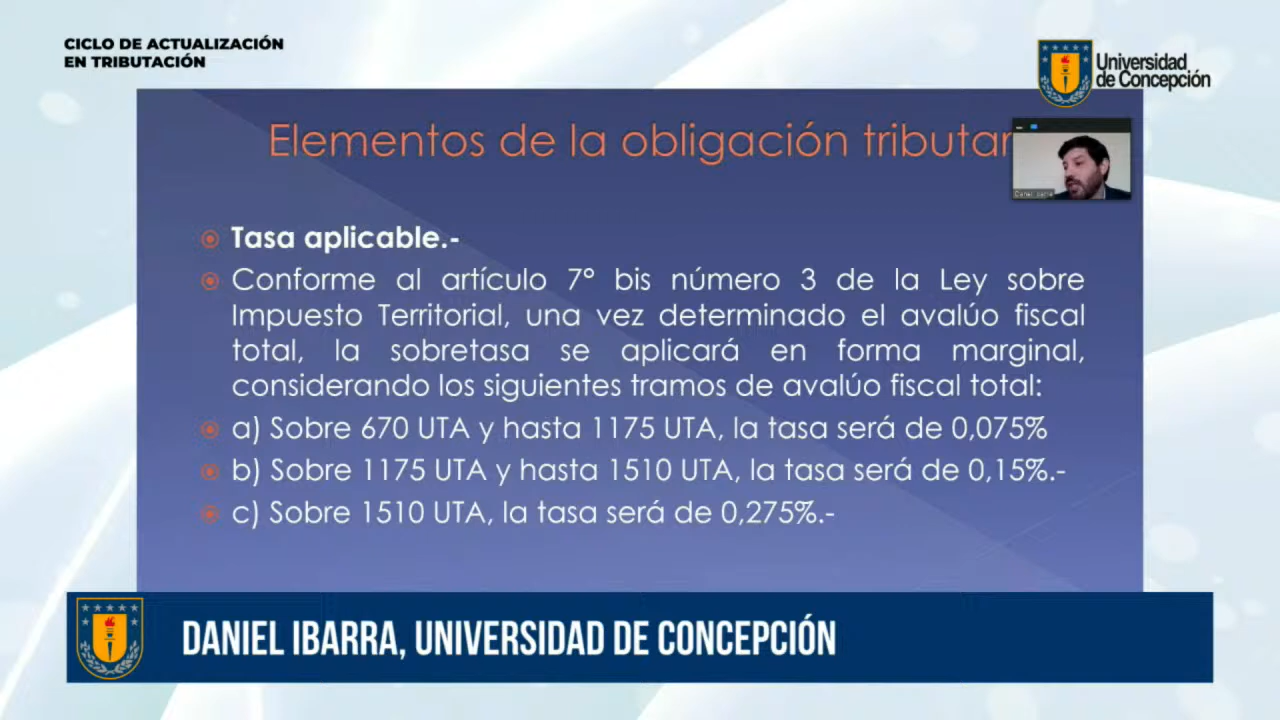 CICLO DE ACTUALIZACIÓN
EN TRIBUTACIÓN
Universidad
de Concepción
Elementos de la obligación tributar
Daniel Ibarra
Tasa aplicable.-
Conforme al artículo 7° bis número 3 de la Ley sobre
Impuesto Territorial, una vez determinado el avalúo fiscal
total, la sobretasa se aplicará en forma marginal,
considerando los siguientes tramos de avalúo fiscal total:
a) Sobre 670 UTA y hasta 1175 UTA, la tasa será de 0,075%
b) Sobre 1175 UTA y hasta 1510 UTA, la tasa será de 0,15%.-
c) Sobre 1510 UTA, la tasa será de 0,275%.-
DANIEL IBARRA, UNIVERSIDAD DE CONCEPCIÓN